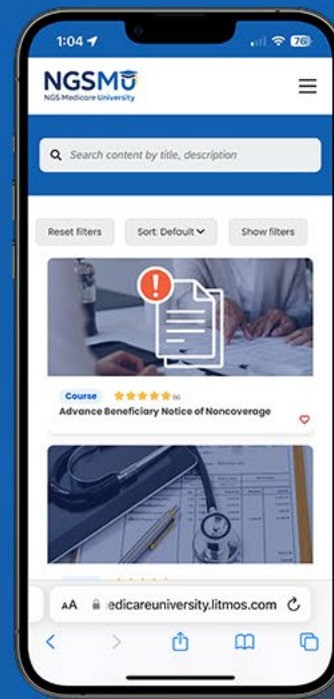 1:04
76
NGSMU
NGS Medicare University
Search content by title, description
Reset filters
Sort: Default
Show filters
!
Course
Advance Beneficiary Notice of Noncoverage
AA
edicareuniversity.litmos.com